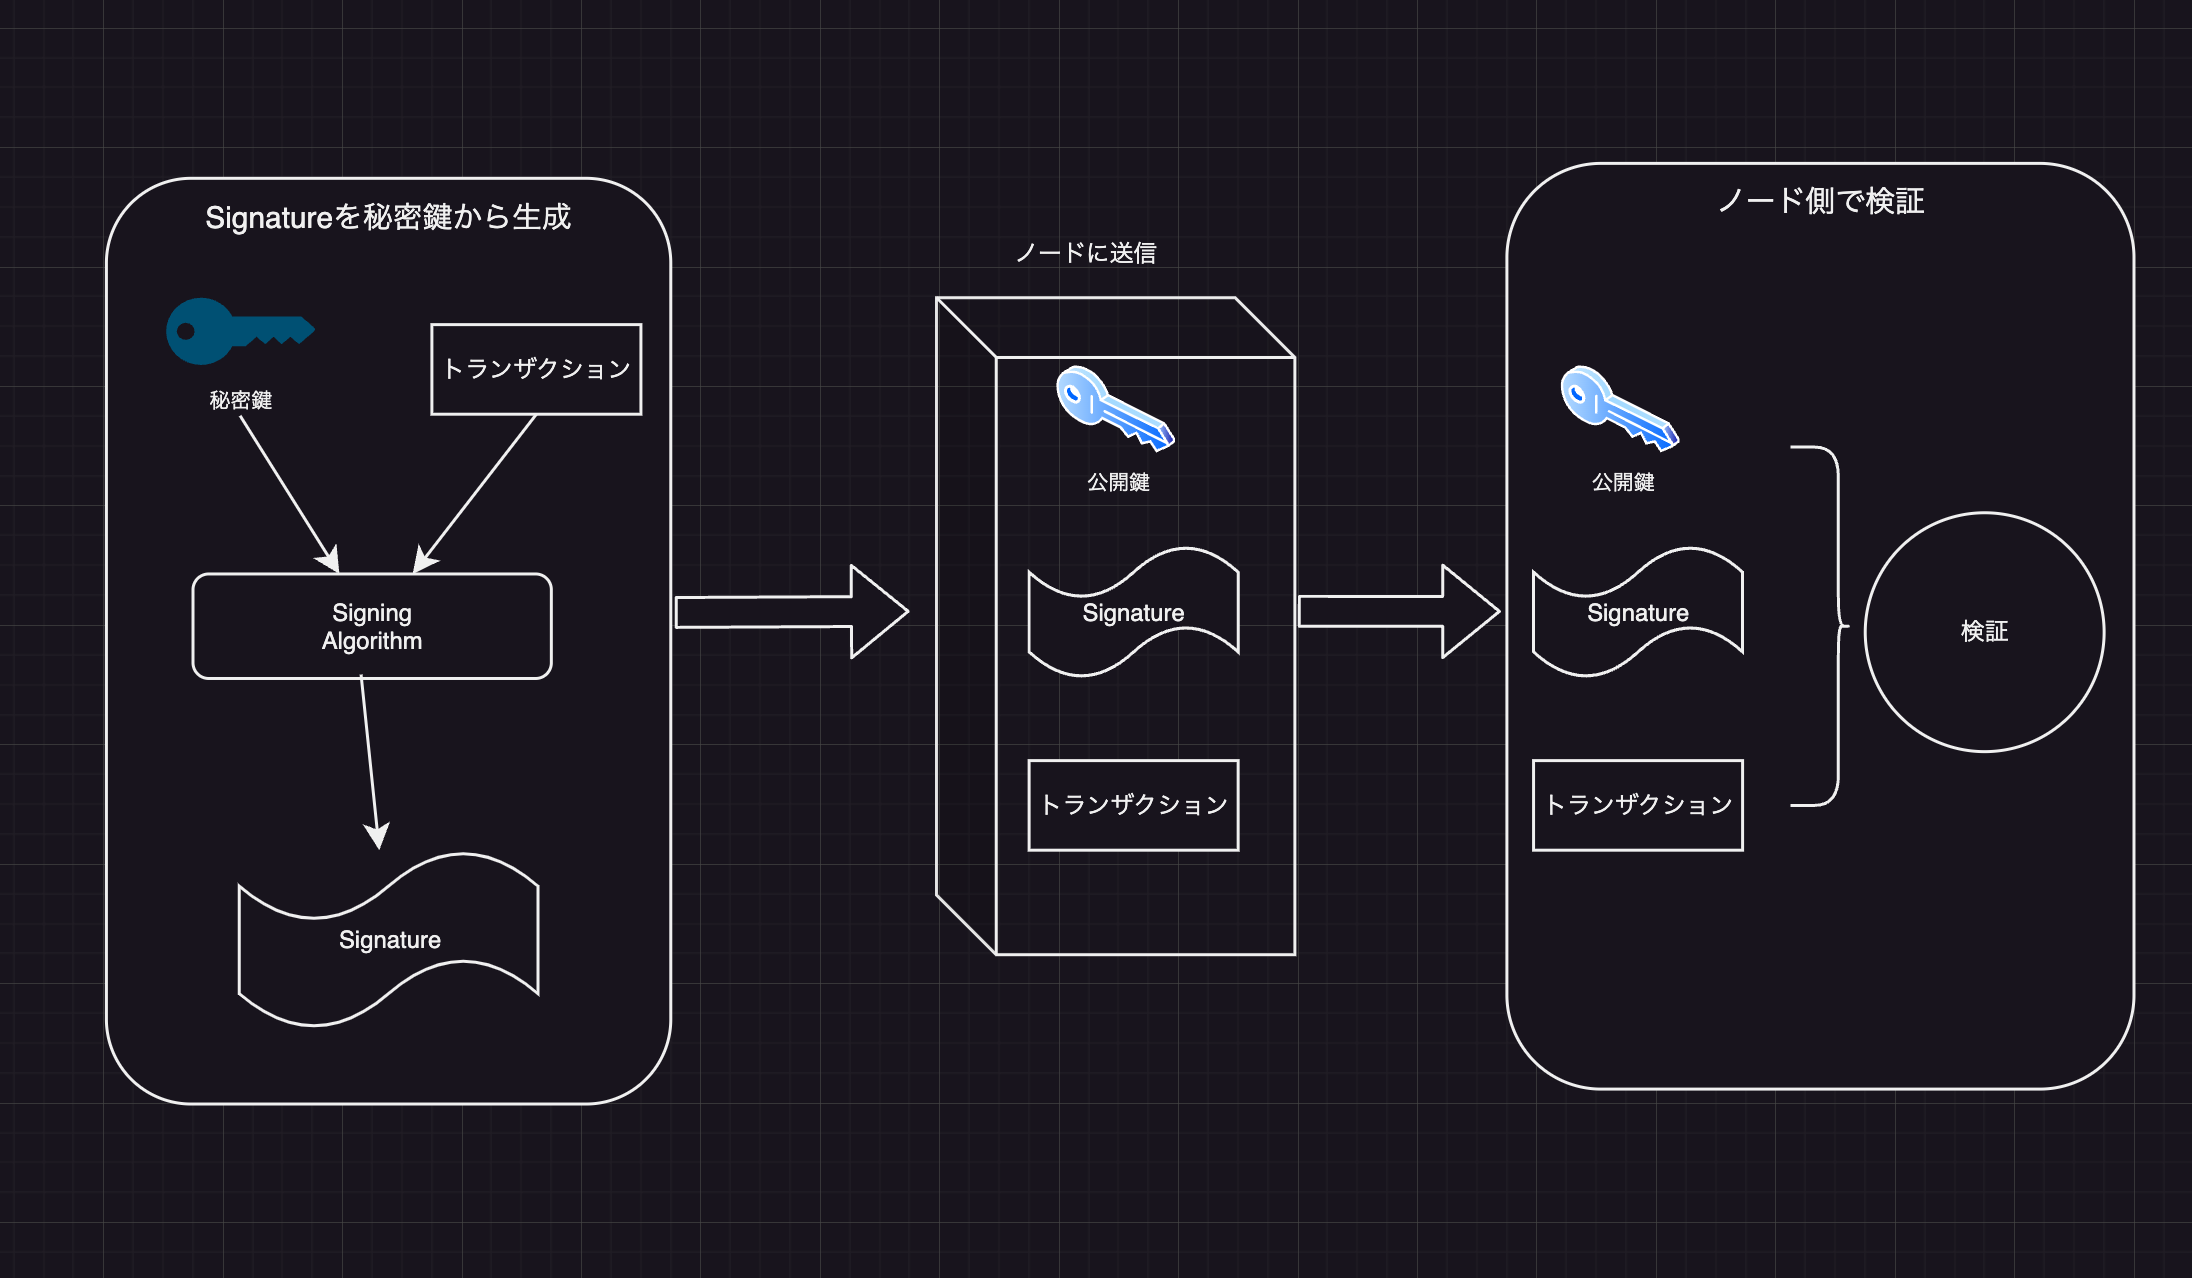 Signatureを秘密鍵から生成
秘密鍵
トランザクション
Signing
Algorithm
Signature
ノードに送信
公開鍵
Signature
トランザクション
ノード側で検証
公開鍵
Signature
トランザクション
検証